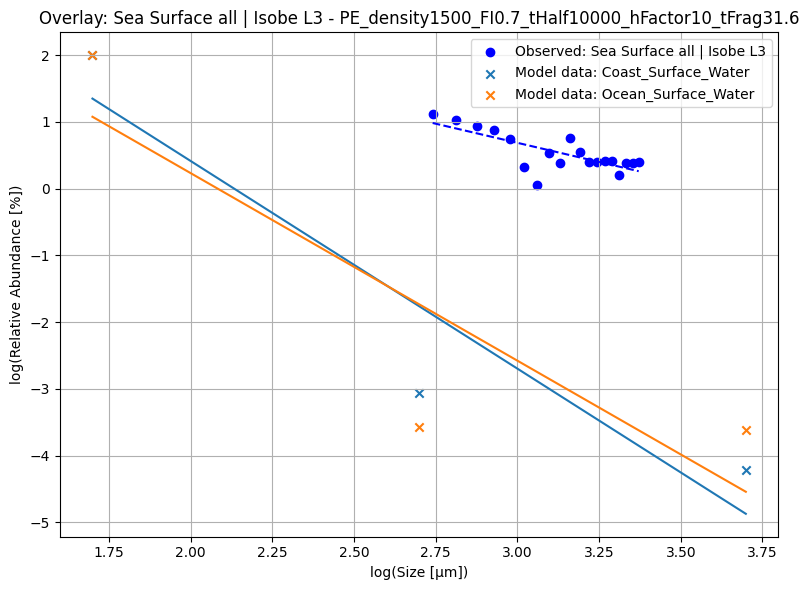 Overlay: Sea Surface all | Isobe L3 - PE_density1500_FI0.7_tHalf10000_hFactor10_tFrag31.6
Observed: Sea Surface all | Isobe L3
Model data: Coast_Surface_Water
Model data: Ocean_Surface_Water
log(Relative Abundance [%])
2
1
0
−1
−2
−3
−4
−5
1.75
2.00
2.25
2.50
2.75
3.00
3.25
3.50
3.75
log(Size [μm])